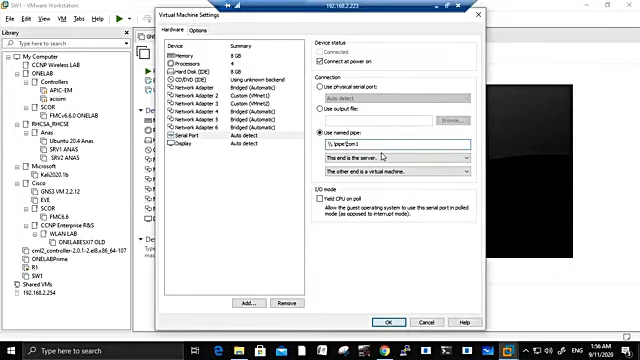 SW1 - VMware Workstation
192.168.2.223
File Edit View VM Tabs Help
Library
Type here to search
My Computer
CCNP Wireless LAB
ONELAB
Controllers
APIC-EM
acsim
SCOR
FMCv6.6.0 ONELAB
RHCSA_RHCSE
Anas
Ubuntu 20.4 Anas
SRV1 ANAS
SRV2 ANAS
Microsoft
Kali2020.1b
Cisco
GNS3 VM(2)
EVE
SCOR
FMC6.6
CCNP Enterprise R&S
WLAN LAB
ONELABESXI7 OLD
cml2_controller-2.0.1-2.el8.x86_64-107
ONELABPrime
R1
SW1
Shared VMs
192.168.2.254
Virtual Machine Settings
Hardware Options
Device Summary
Memory 8 GB
Processors 4
Hard Disk (IDE) 8 GB
CD/DVD (IDE) Using unknown backend
Network Adapter Bridged (Automatic)
Network Adapter 2 Custom (VMnet1)
Network Adapter 3 Custom (VMnet2)
Network Adapter 4 Bridged (Automatic)
Network Adapter 5 Bridged (Automatic)
Network Adapter 6 Bridged (Automatic)
Serial Port Auto detect
Display Auto detect
Add... Remove
Device status
Connected
Connect at power on
Connection
Use physical serial port:
Auto detect
Use output file:
Browse...
Use named pipe:
\\.\pipe\com1
This end is the server.
The other end is a virtual machine.
I/O mode
Yield CPU on poll
Allow the guest operating system to use this serial port in polled
mode (as opposed to interrupt mode).
OK Cancel Help
Type here to search
ENG
1:56 AM
9/11/2020